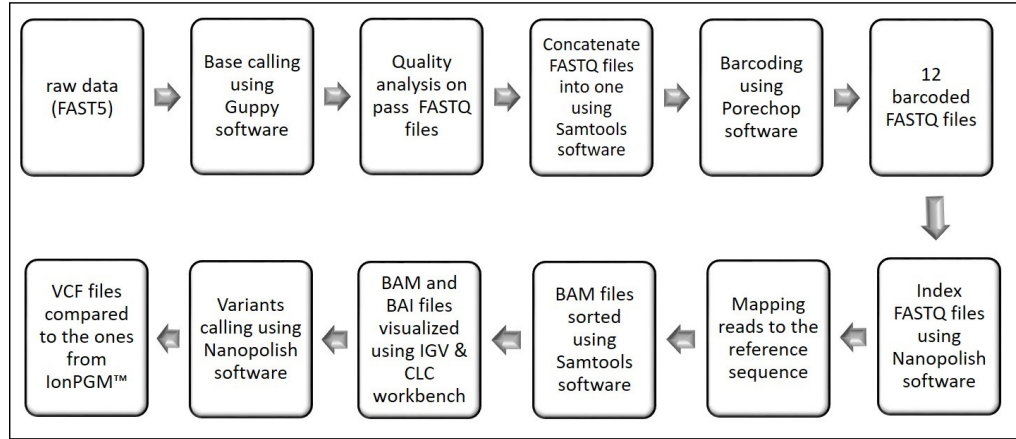 raw data
(FAST5)
Base calling
using
Guppy
software
Quality
analysis on
pass FASTQ
files
Concatenate
FASTQ files
into one
using
Samtools
software
Barcoding
using
Porechop
software
12
barcoded
FASTQ files
Index
FASTQ files
using
Nanopolish
software
Mapping
reads to the
reference
sequence
BAM files
sorted using
Samtools
software
BAM and
BAI files
visualized
using IGV &
CLC
workbench
Variants
calling using
Nanopolish
software
VCF files
compared
to the ones
from
IonPGM™